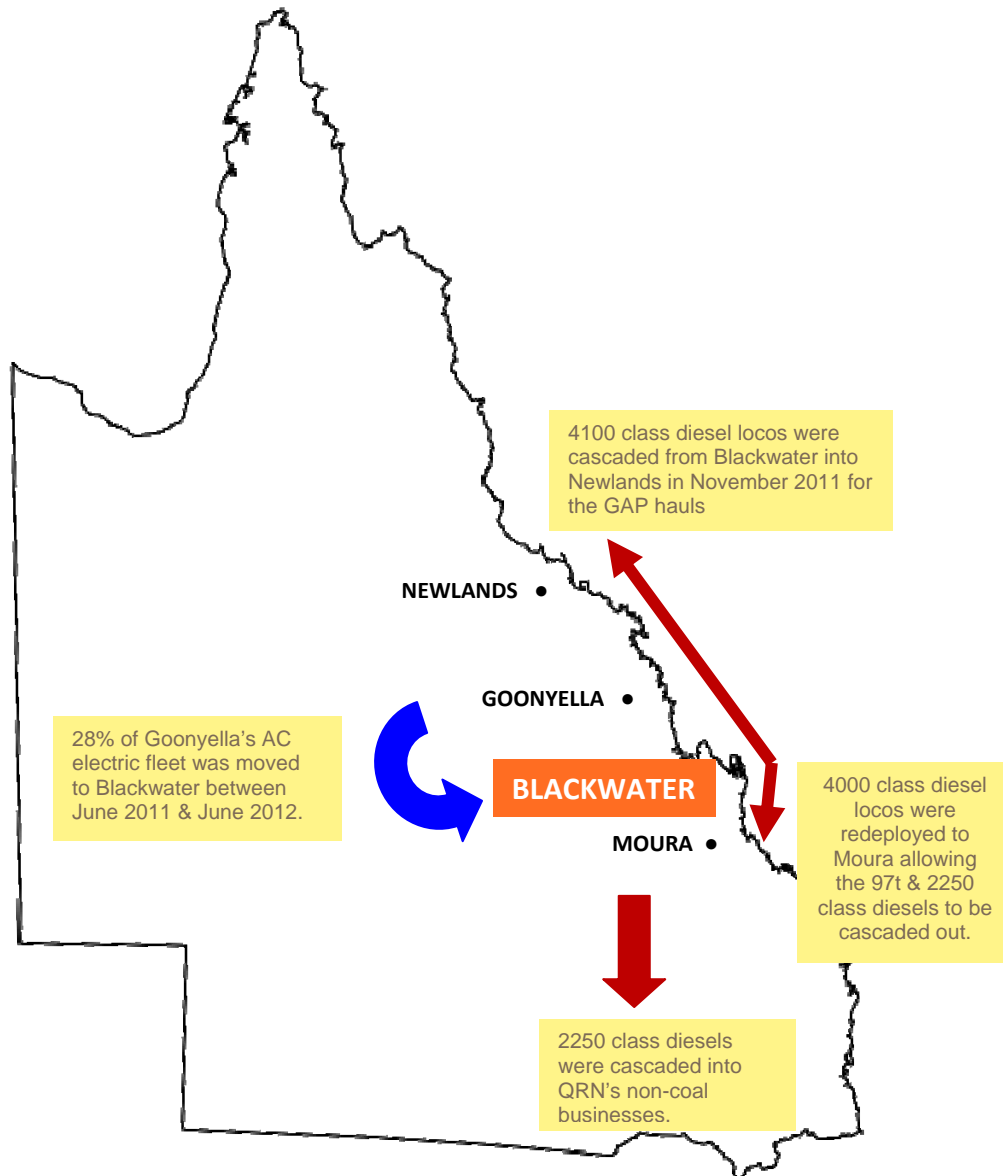 4100 class diesel locos were
cascaded from Blackwater into
Newlands in November 2011 for
the GAP hauls
NEWLANDS
GOONYELLA
28% of Goonyella's AC
electric fleet was moved
to Blackwater between
June 2011 & June 2012.
BLACKWATER
MOURA
4000 class diesel
locos were
redeployed to
Moura allowing
the 97t & 2250
class diesels to be
cascaded out.
2250 class diesels
were cascaded into
QRN's non-coal
businesses.